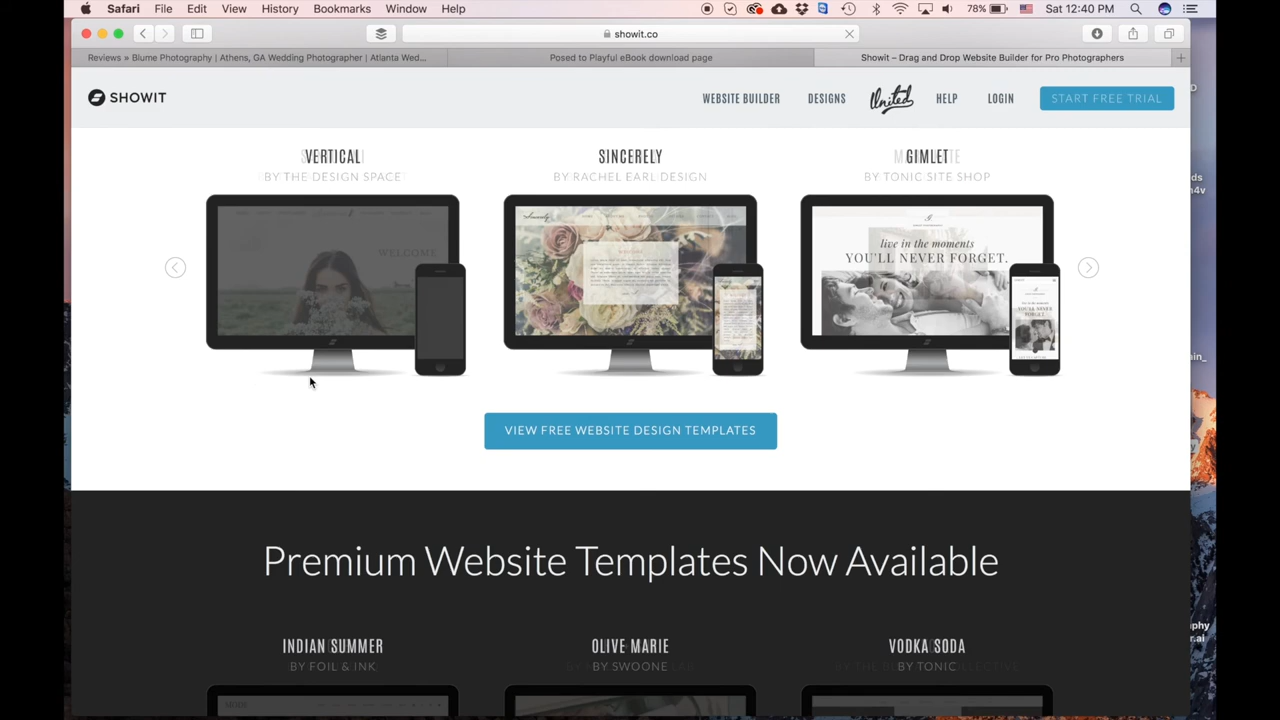 Safari File Edit View History Bookmarks Window Help 78% Sat 12:40 PM
showit.co
Reviews » Blume Photography | Athens, GA Wedding Photographer | Atlanta Wed...
Posed to Playful eBook download page
Showit – Drag and Drop Website Builder for Pro Photographers
SHOWIT
WEBSITE BUILDER DESIGNS United HELP LOGIN START FREE TRIAL
VERTICAL SINCERELY GIMLET
BY THE DESIGN SPACE BY RACHEL EARL DESIGN BY TONIC SITE SHOP
WELCOME
Sincerely
live in the moments
YOU'LL NEVER FORGET.
VIEW FREE WEBSITE DESIGN TEMPLATES
Premium Website Templates Now Available
INDIAN SUMMER OLIVE MARIE VODKA SODA
BY FOIL & INK BY SWOONE BY TONIC